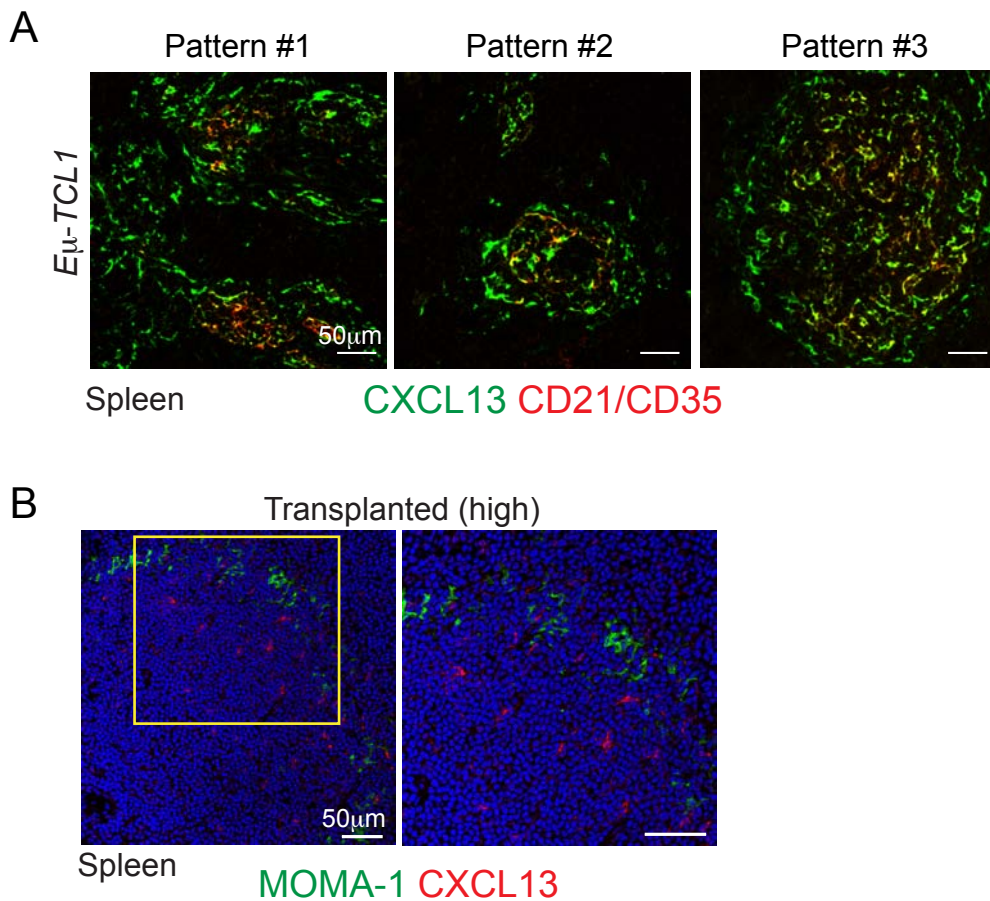 A
Pattern #1 Pattern #2 Pattern #3
Eμ-TCL1
50μm
Spleen CXCL13 CD21/CD35
B
Transplanted (high)
50μm
Spleen
MOMA-1 CXCL13